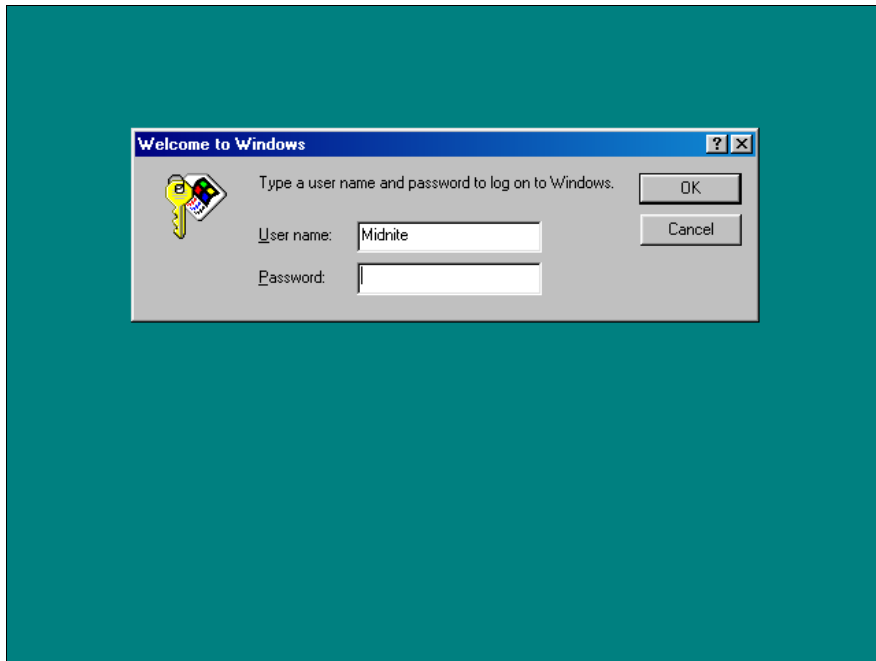 Welcome to Windows
Type a user name and password to log on to Windows.
OK
User name: Midnite
Cancel
Password: